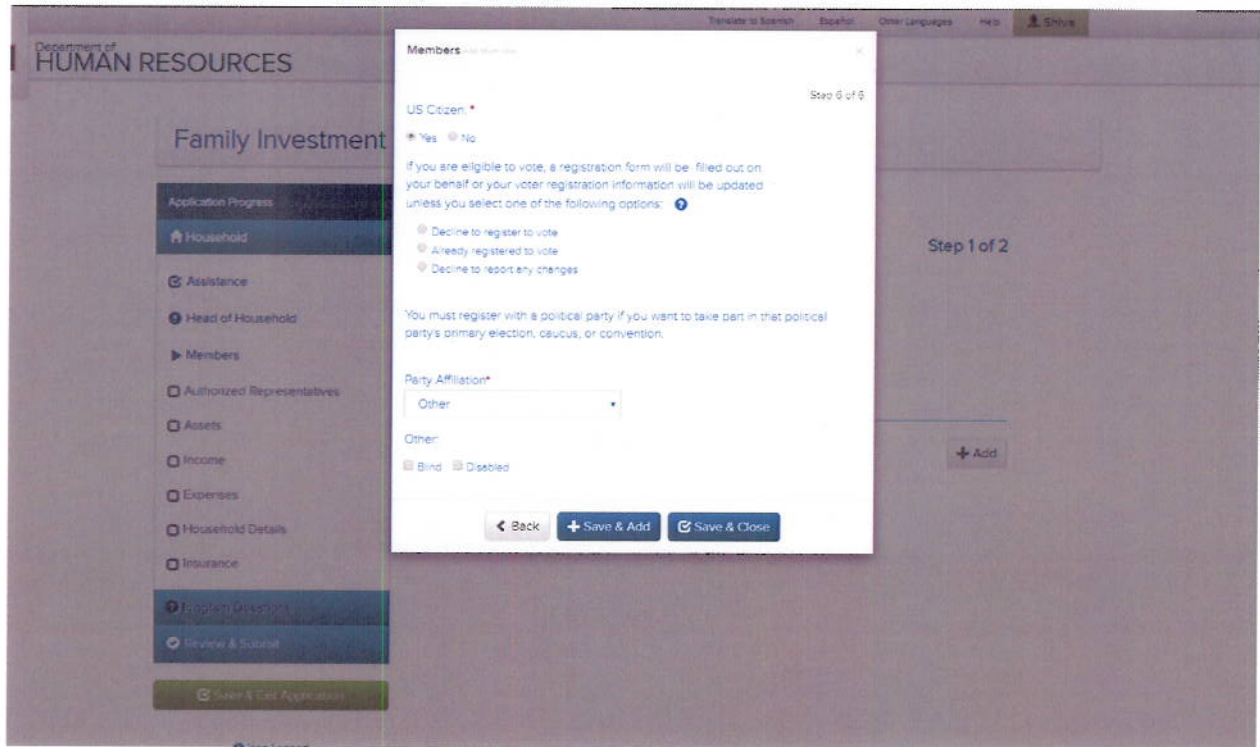 Translate to Spanish Español Other Languages Help Shiva
Department of
HUMAN RESOURCES
Members
Step 6 of 6
US Citizen: *
Yes No
If you are eligible to vote, a registration form will be filled out on
your behalf or your voter registration information will be updated
unless you select one of the following options:
Decline to register to vote
Already registered to vote
Decline to report any changes
You must register with a political party if you want to take part in that political
party's primary election, caucus, or convention.
Party Affiliation*
Other
Other:
Blind Disabled
Back Save & Add Save & Close
Family Investment
Application Progress
Household
Assistance
Head of Household
Members
Authorized Representatives
Assets
Income
Expenses
Household Details
Insurance
Questions
Review & Submit
Save & Exit Application
Step 1 of 2
Add